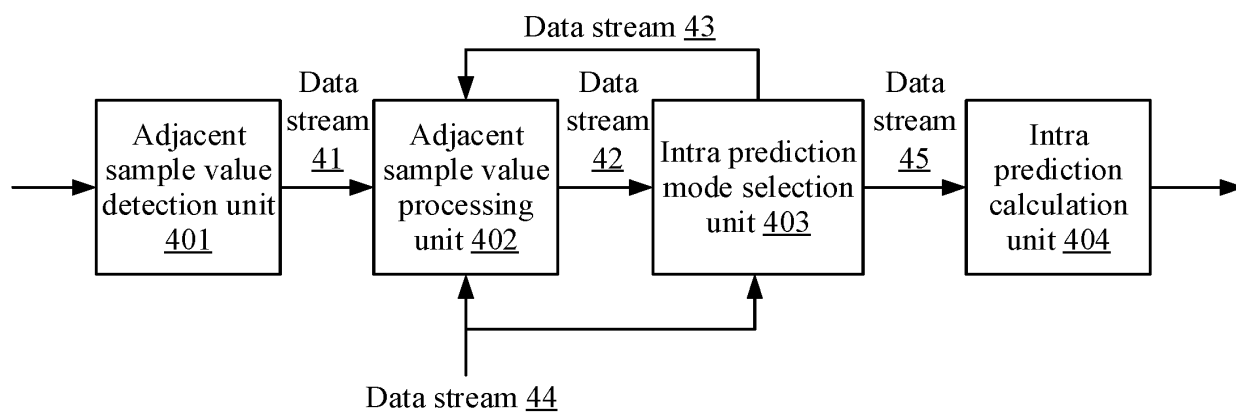 Data stream 43
Adjacent
sample value
detection unit
401
Data
stream
41
Adjacent
sample value
processing
unit 402
Data
stream
42
Intra prediction
mode selection
unit 403
Data
stream
45
Intra
prediction
calculation
unit 404
Data stream 44